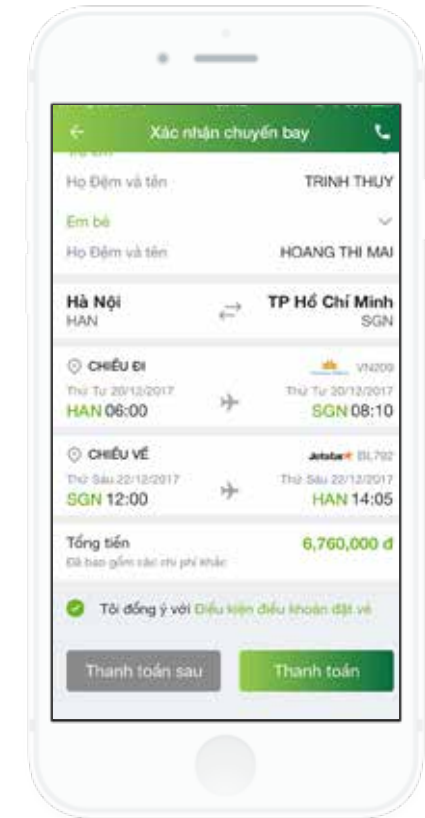 Xác nhận chuyến bay
Họ Đệm và tên TRINH THUY
Em bé
Họ Đệm và tên HOANG THI MAI
Hà Nội TP Hồ Chí Minh
HAN SGN
CHIỀU ĐI VN209
Thứ Tư 20/12/2017 Thứ Tư 20/12/2017
HAN 06:00 SGN 08:10
CHIỀU VỀ Jetstar BL792
Thứ Sáu 22/12/2017 Thứ Sáu 22/12/2017
SGN 12:00 HAN 14:05
Tổng tiền 6,760,000 đ
Đã bao gồm các chi phí khác
Tôi đồng ý với Điều kiện điều khoản đặt vé
Thanh toán sau Thanh toán